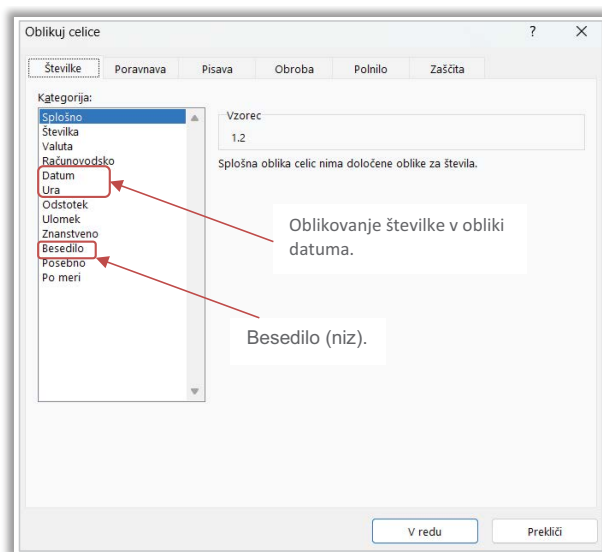 Oblikuj celice ? ×
Številke Poravnava Pisava Obroba Polnilo Zaščita
Kategorija:
Splošno
Številka
Valuta
Računovodsko
Datum
Ura
Odstotek
Ulomek
Znanstveno
Besedilo
Posebno
Po meri
Vzorec
1.2
Splošna oblika celic nima določene oblike za števila.
Oblikovanje številke v obliki
datuma.
Besedilo (niz).
V redu Prekliči